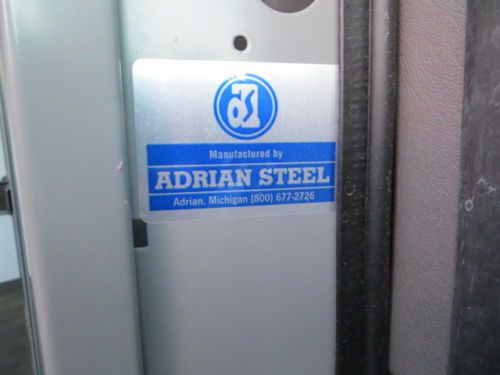 Manufactured by
ADRIAN STEEL
Adrian, Michigan (800) 677-2726